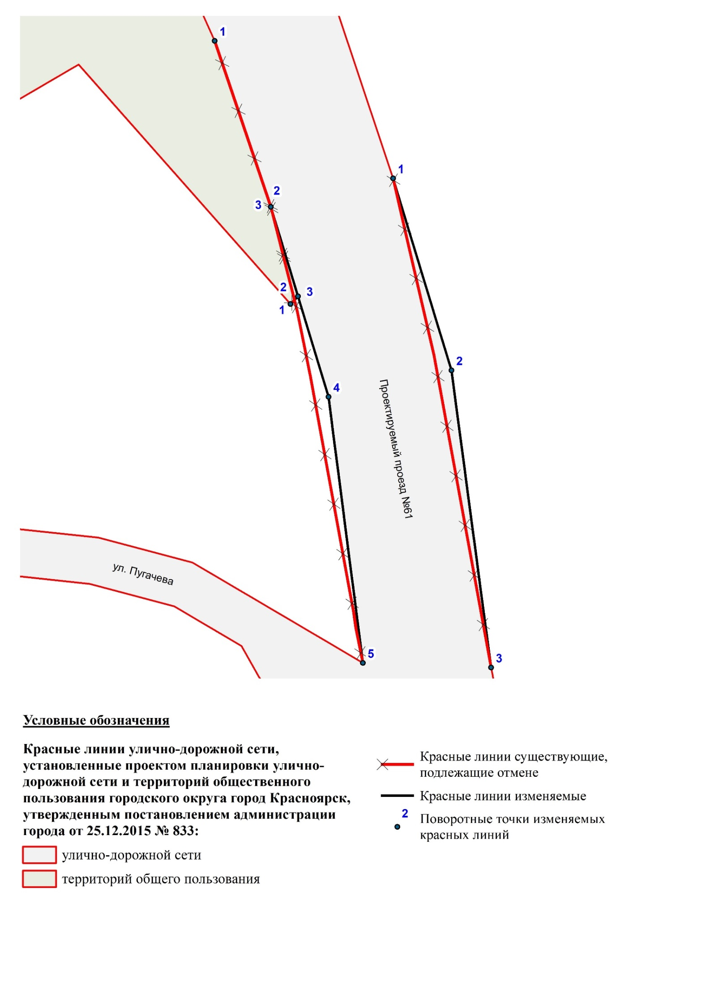 1
1
2
3
2
3
1
2
4
Проектируемый проезд №61
ул. Пугачева
5
3
Условные обозначения
Красные линии улично-дорожной сети,
установленные проектом планировки улично-
дорожной сети и территорий общественного
пользования городского округа город Красноярск,
утвержденным постановлением администрации
города от 25.12.2015 № 833:
улично-дорожной сети
территорий общего пользования
Красные линии существующие,
подлежащие отмене
Красные линии изменяемые
2
Поворотные точки изменяемых
красных линий